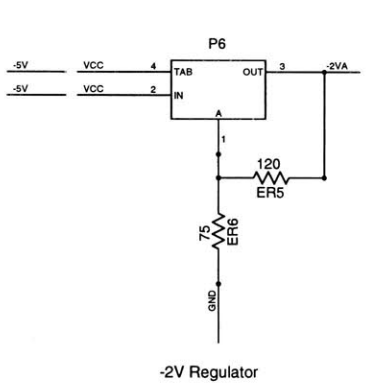 P6
-5V VCC 4 TAB OUT 3 -2VA
-5V VCC 2 IN
A
1
120
ER5
75
ER6
GND
-2V Regulator